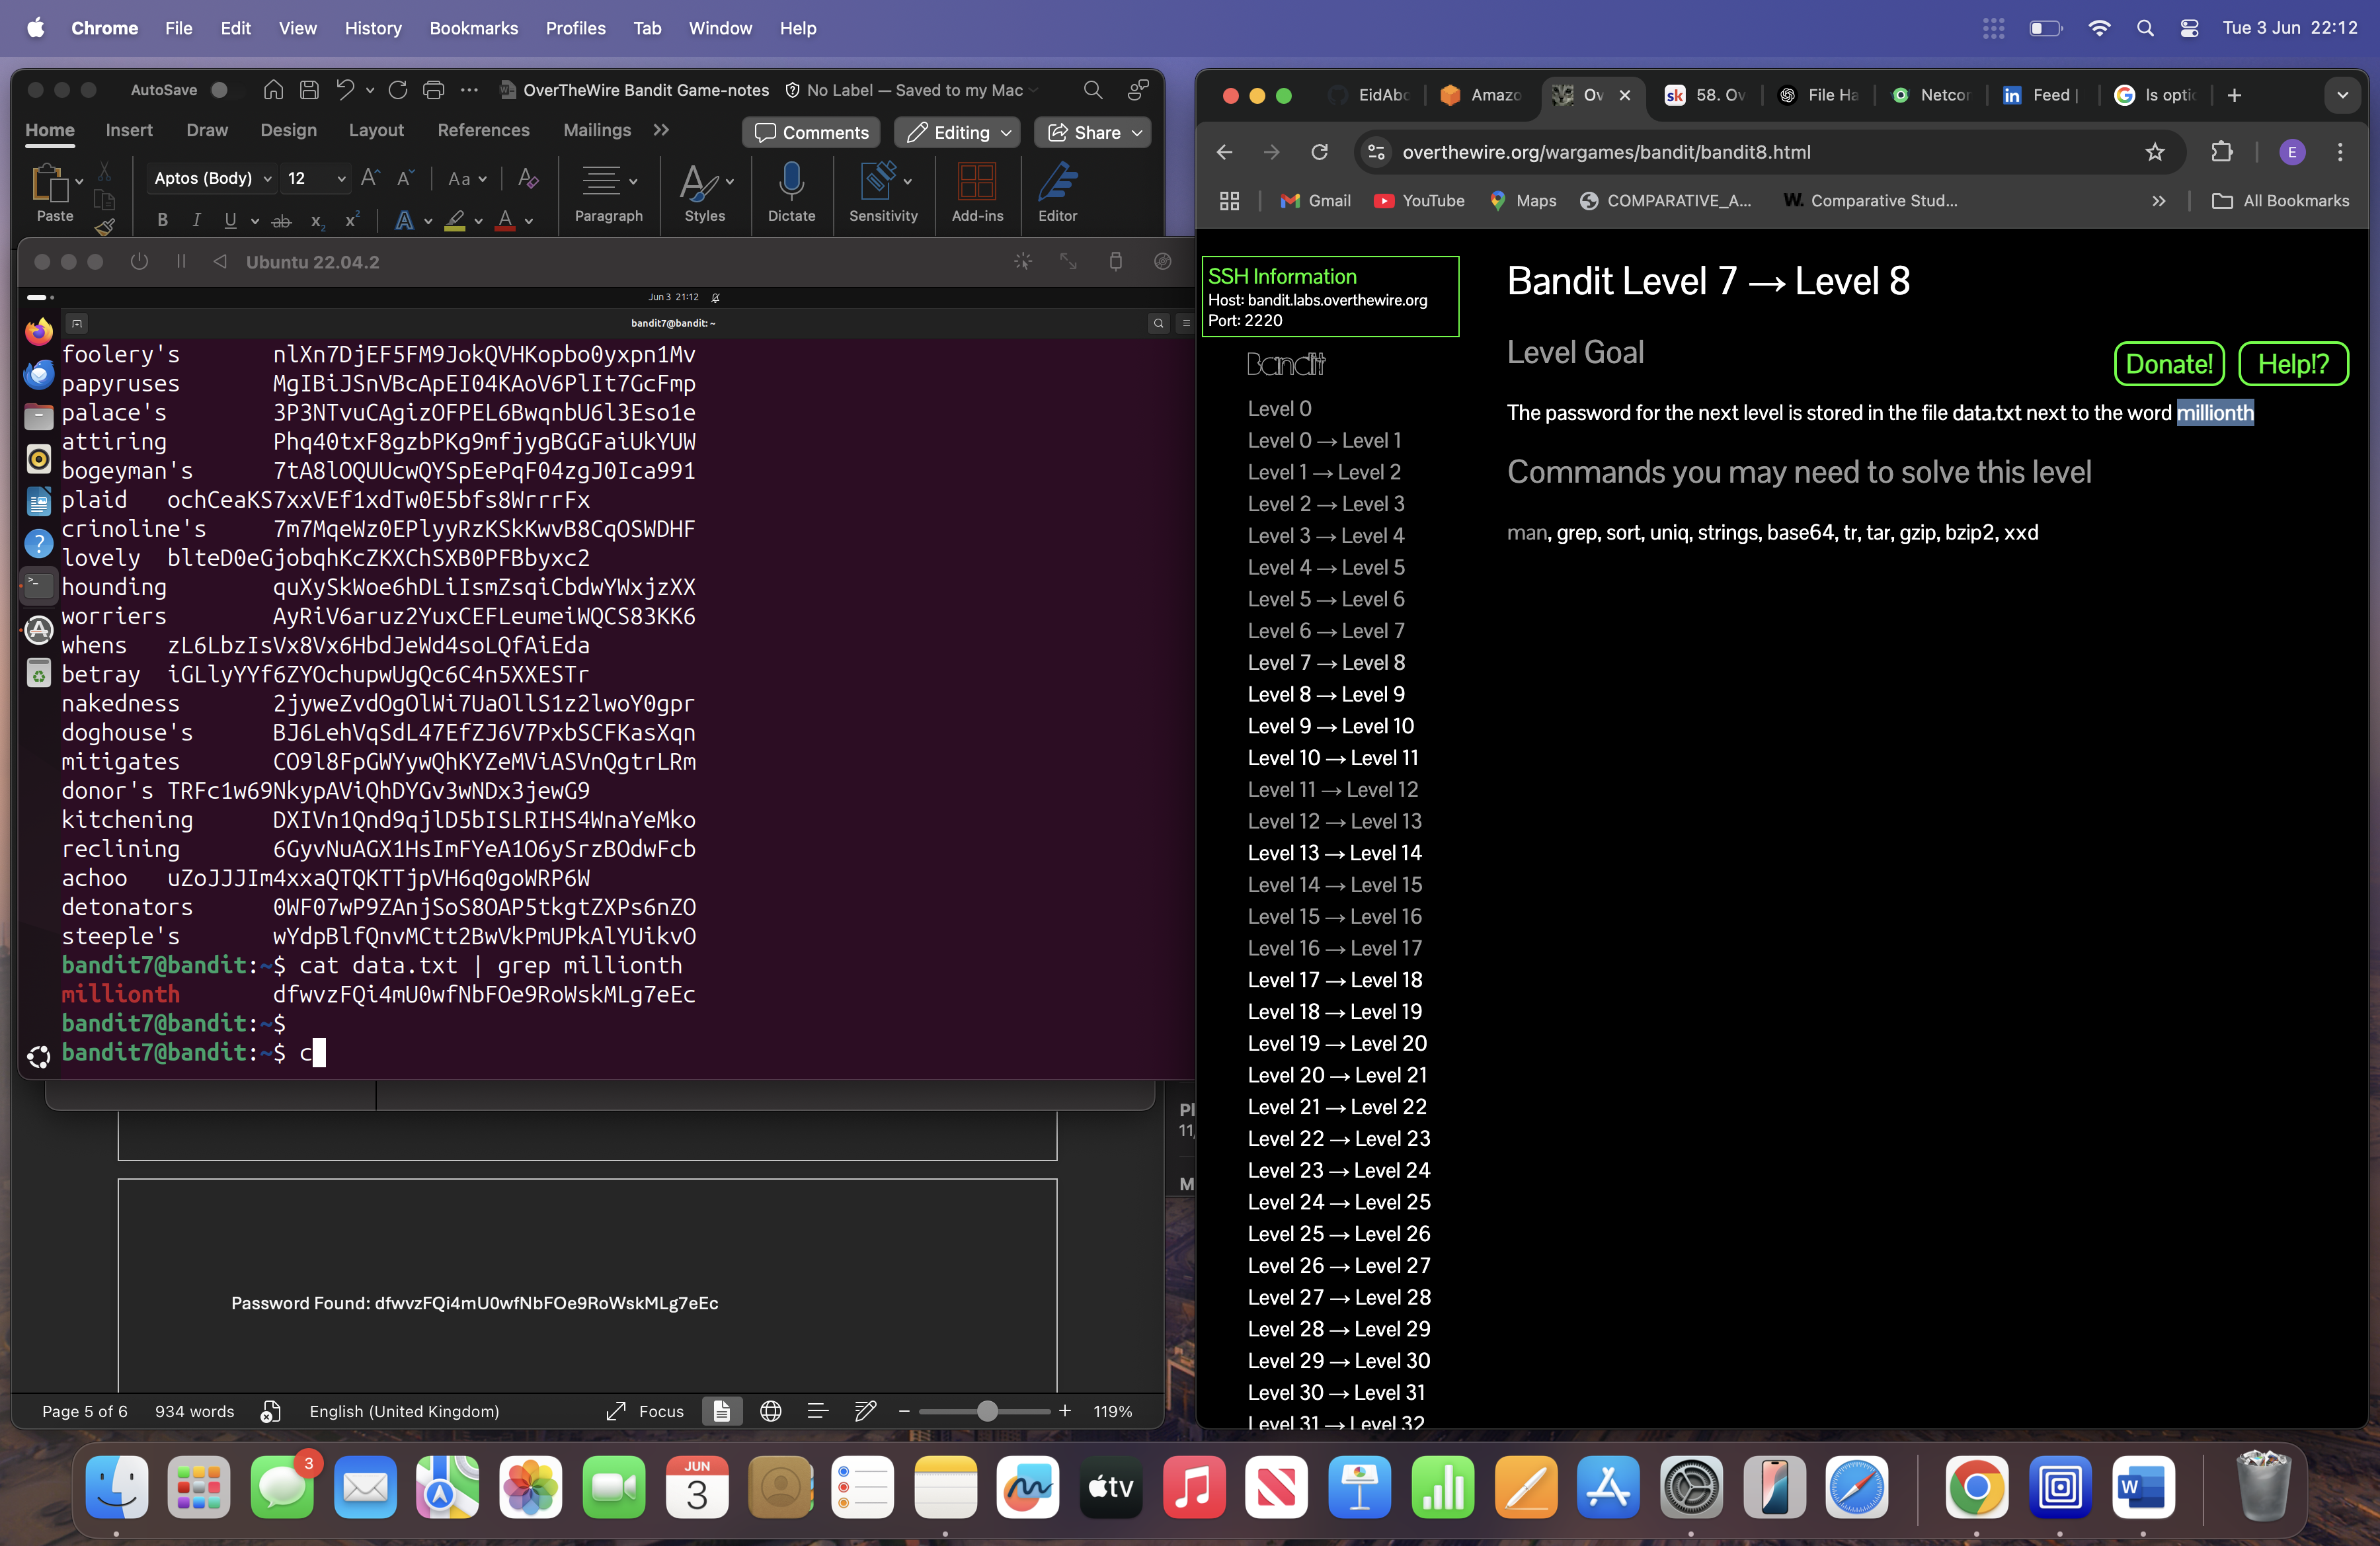 Chrome File Edit View History Bookmarks Profiles Tab Window Help
Tue 3 Jun 22:12
AutoSave
OverTheWire Bandit Game-notes
No Label — Saved to my Mac
Home Insert Draw Design Layout References Mailings
Comments
Editing
Share
Paste
Aptos (Body)
12
Aa
B I U ab x2 x2 A A
Paragraph
Styles
Dictate
Sensitivity
Add-ins
Editor
Ubuntu 22.04.2
Jun 3 21:12
bandit7@bandit: ~
foolery's nlXn7DjEF5FM9JokQVHKopbo0yxpn1Mv
papyruses MgIBiJSnVBcApEI04KAoV6PlIt7GcFmp
palace's 3P3NTvuCAgizOFPEL6BwqnbU6l3Eso1e
attiring Phq40txF8gzbPKg9mfjygBGGFaiUkYUW
bogeyman's 7tA8lOQUUcwQYSpEePqF04zgJ0Ica991
plaid ochCeaKS7xxVEf1xdTw0E5bfs8WrrrFx
crinoline's 7m7MqeWz0EPlyyRzKSkKwvB8CqOSWDHF
lovely blteD0eGjobqhKcZKXChSXB0PFBbyxc2
hounding quXySkWoe6hDLiIsmZsqiCbdwYWxjzXX
worriers AyRiV6aruz2YuxCEFLeumeiWQCS83KK6
whens zL6LbzIsVx8Vx6HbdJeWd4soLQfAiEda
betray iGLlyYYf6ZYOchupwUgQc6C4n5XXESTr
nakedness 2jyweZvdOgOlWi7UaOllS1z2lwoY0gpr
doghouse's BJ6LehVqSdL47EfZJ6V7PxbSCFKasXqn
mitigates CO9l8FpGWYywQhKYZeMViASVnQgtrLRm
donor's TRFc1w69NkypAViQhDYGv3wNDx3jewG9
kitchening DXIVn1Qnd9qjlD5bISLRIHS4WnaYeMko
reclining 6GyvNuAGX1HsImFYeA1O6ySrzBOdwFcb
achoo uZoJJJIm4xxaQTQKTTjpVH6q0goWRP6W
detonators 0WF07wP9ZAnjSoS8OAP5tkgtZXPs6nZO
steeple's wYdpBlfQnvMCtt2BwVkPmUPkAlYUikvO
bandit7@bandit:~$ cat data.txt | grep millionth
millionth dfwvzFQi4mU0wfNbFOe9RoWskMLg7eEc
bandit7@bandit:~$
bandit7@bandit:~$ c
Pl
11,
M
Password Found: dfwvzFQi4mU0wfNbFOe9RoWskMLg7eEc
Page 5 of 6 934 words English (United Kingdom) Focus 119%
EidAbc Amazo Ov 58. Ov File Ha Netcor Feed | Is optic
overthewire.org/wargames/bandit/bandit8.html
E
Gmail YouTube Maps COMPARATIVE_A... Comparative Stud... All Bookmarks
SSH Information
Host: bandit.labs.overthewire.org
Port: 2220
Bandit
Level 0
Level 0 → Level 1
Level 1 → Level 2
Level 2 → Level 3
Level 3 → Level 4
Level 4 → Level 5
Level 5 → Level 6
Level 6 → Level 7
Level 7 → Level 8
Level 8 → Level 9
Level 9 → Level 10
Level 10 → Level 11
Level 11 → Level 12
Level 12 → Level 13
Level 13 → Level 14
Level 14 → Level 15
Level 15 → Level 16
Level 16 → Level 17
Level 17 → Level 18
Level 18 → Level 19
Level 19 → Level 20
Level 20 → Level 21
Level 21 → Level 22
Level 22 → Level 23
Level 23 → Level 24
Level 24 → Level 25
Level 25 → Level 26
Level 26 → Level 27
Level 27 → Level 28
Level 28 → Level 29
Level 29 → Level 30
Level 30 → Level 31
Level 31 → Level 32
Bandit Level 7 → Level 8
Level Goal
Donate!
Help!?
The password for the next level is stored in the file data.txt next to the word millionth
Commands you may need to solve this level
man, grep, sort, uniq, strings, base64, tr, tar, gzip, bzip2, xxd
3
JUN
3
tv
W